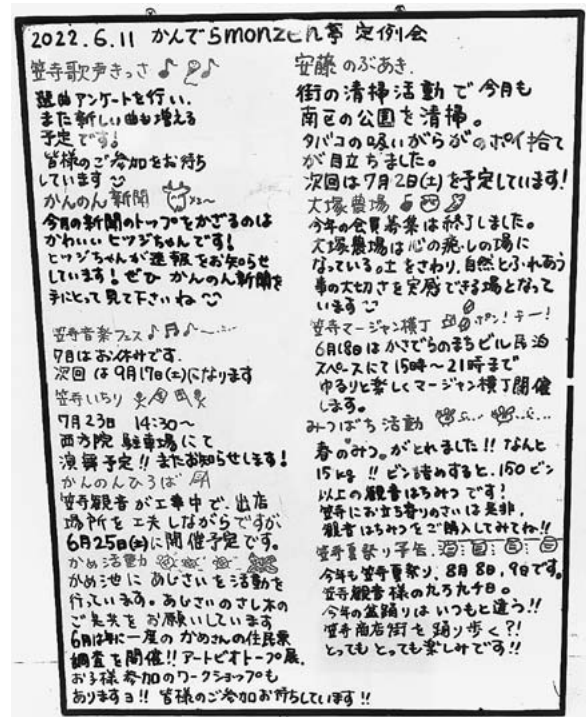 2022.6.11 かんでらmonzen亭 定例会
笠寺歌声きっさ
選曲アンケートを行い、
また新しい曲も増える
予定です!
皆様のご参加をお待ち
しています
かんのん新聞
今月の新聞のトップをかざるのは
かわいい ヒツジちゃんです!
ヒツジちゃんが速報をお知らせ
しています!ぜひ かんのん新聞を
手にとって見て下さいね
笠寺音楽フェス
7月はお休みです.
次回 は9月17日(土)になります
笠寺いちり
7月23日 14:30〜
西方院 駐車場にて
演舞予定!! またお知らせします!
かんのんひろば
笠寺観音が工事中で、出店
場所を工夫しながらですが
6月25日(土)に開催予定です。
かめ活動
かめ池に あじさいを活動を
行っています。あじさいのさし木の
ご協力を お願いしています
6月は年に一度の かめさんの住民票
調査を開催!! アートビオトープ展.
お子様参加のワークショップも
ありますョ!! 皆様のご参加お待ちしています!!
安藤のぶあき.
街の清掃活動で今月も
南区の公園を清掃。
タバコの吸いがらがのポイ捨て
が目立ちました。
次回は7月2日(土)を予定しています!
大塚農場
今年の会員募集は終了しました。
大塚農場は心の癒しの場に
なっている。土をさわり、自然とふれあう
事の大切さを実感できる場となって
います
笠寺マージャン横丁 ポン! チー!
6月18日は かさでらのまちビル民泊
スペースにて15時〜21時まで
ゆるりと楽しくマージャン横丁開催
します。
みつばち活動
春の"みつ"がとれました!! なんと
15kg!! ビン詰めすると、150ビン
以上の観音はちみつです!
笠寺にお立ち寄りのさいは是非、
観音はちみつをご購入してみてね!!
笠寺夏祭り予告
今年も笠寺夏祭り、8月8日、9日です。
笠寺観音様の九万九千日。
今年の盆踊りは いつもと違う!!
笠寺商店街を踊り歩く?!
とっても とっても楽しみです!!